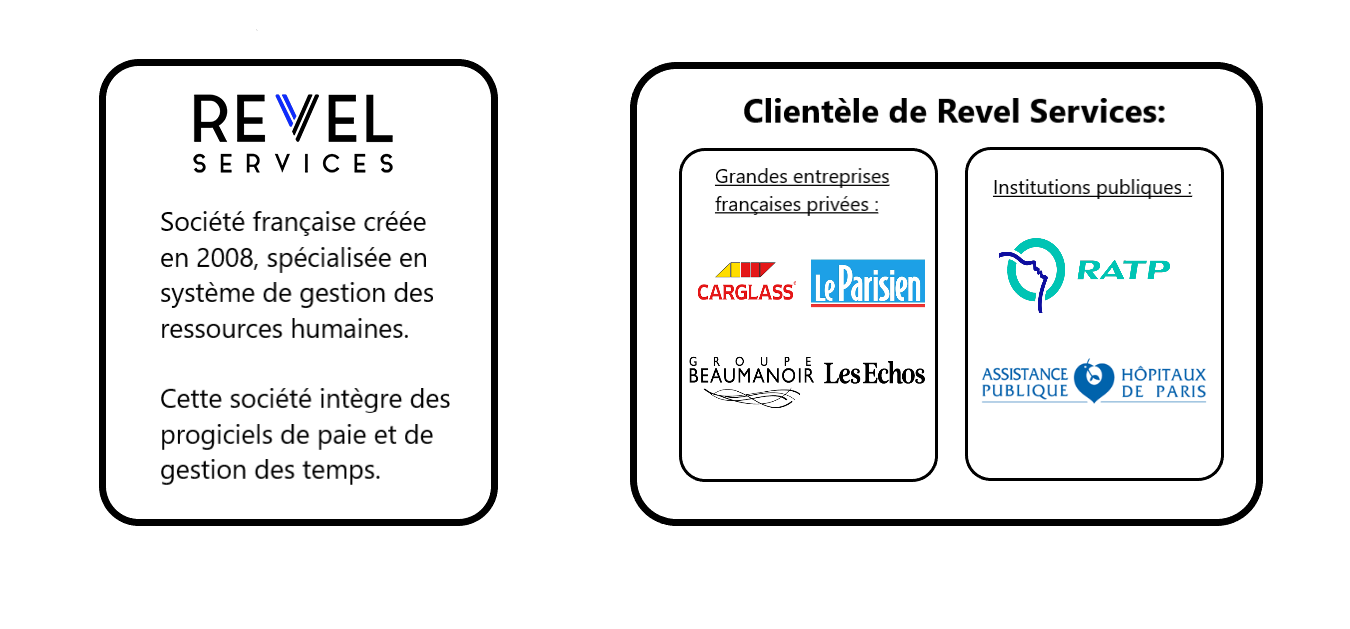 REVEL
SERVICES
Société française créée
en 2008, spécialisée en
système de gestion des
ressources humaines.
Cette société intègre des
progiciels de paie et de
gestion des temps.
Clientèle de Revel Services:
Grandes entreprises
françaises privées :
CARGLASS
Le Parisien
GROUPE
BEAUMANOIR
Les Echos
Institutions publiques :
RATP
ASSISTANCE HÔPITAUX
PUBLIQUE DE PARIS